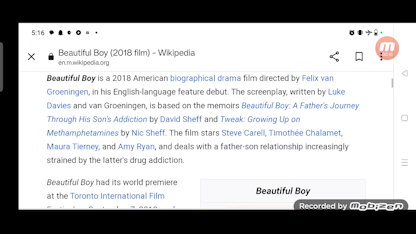 5:16
Beautiful Boy (2018 film) – Wikipedia
en.m.wikipedia.org
Beautiful Boy is a 2018 American biographical drama film directed by Felix van
Groeningen, in his English-language feature debut. The screenplay, written by Luke
Davies and van Groeningen, is based on the memoirs Beautiful Boy: A Father's Journey
Through His Son's Addiction by David Sheff and Tweak: Growing Up on
Methamphetamines by Nic Sheff. The film stars Steve Carell, Timothée Chalamet,
Maura Tierney, and Amy Ryan, and deals with a father-son relationship increasingly
strained by the latter's drug addiction.
Beautiful Boy had its world premiere
at the Toronto International Film
Beautiful Boy
Recorded by Mobizen